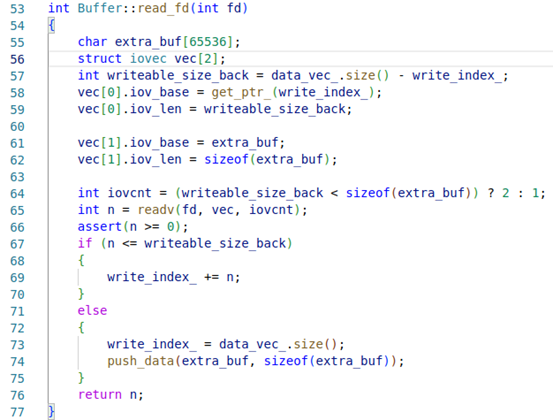 53 int Buffer::read_fd(int fd)
54 {
55     char extra_buf[65536];
56     struct iovec vec[2];
57     int writeable_size_back = data_vec_.size() - write_index_;
58     vec[0].iov_base = get_ptr_(write_index_);
59     vec[0].iov_len = writeable_size_back;
60
61     vec[1].iov_base = extra_buf;
62     vec[1].iov_len = sizeof(extra_buf);
63
64     int iovcnt = (writeable_size_back < sizeof(extra_buf)) ? 2 : 1;
65     int n = readv(fd, vec, iovcnt);
66     assert(n >= 0);
67     if (n <= writeable_size_back)
68     {
69         write_index_ += n;
70     }
71     else
72     {
73         write_index_ = data_vec_.size();
74         push_data(extra_buf, sizeof(extra_buf));
75     }
76     return n;
77 }